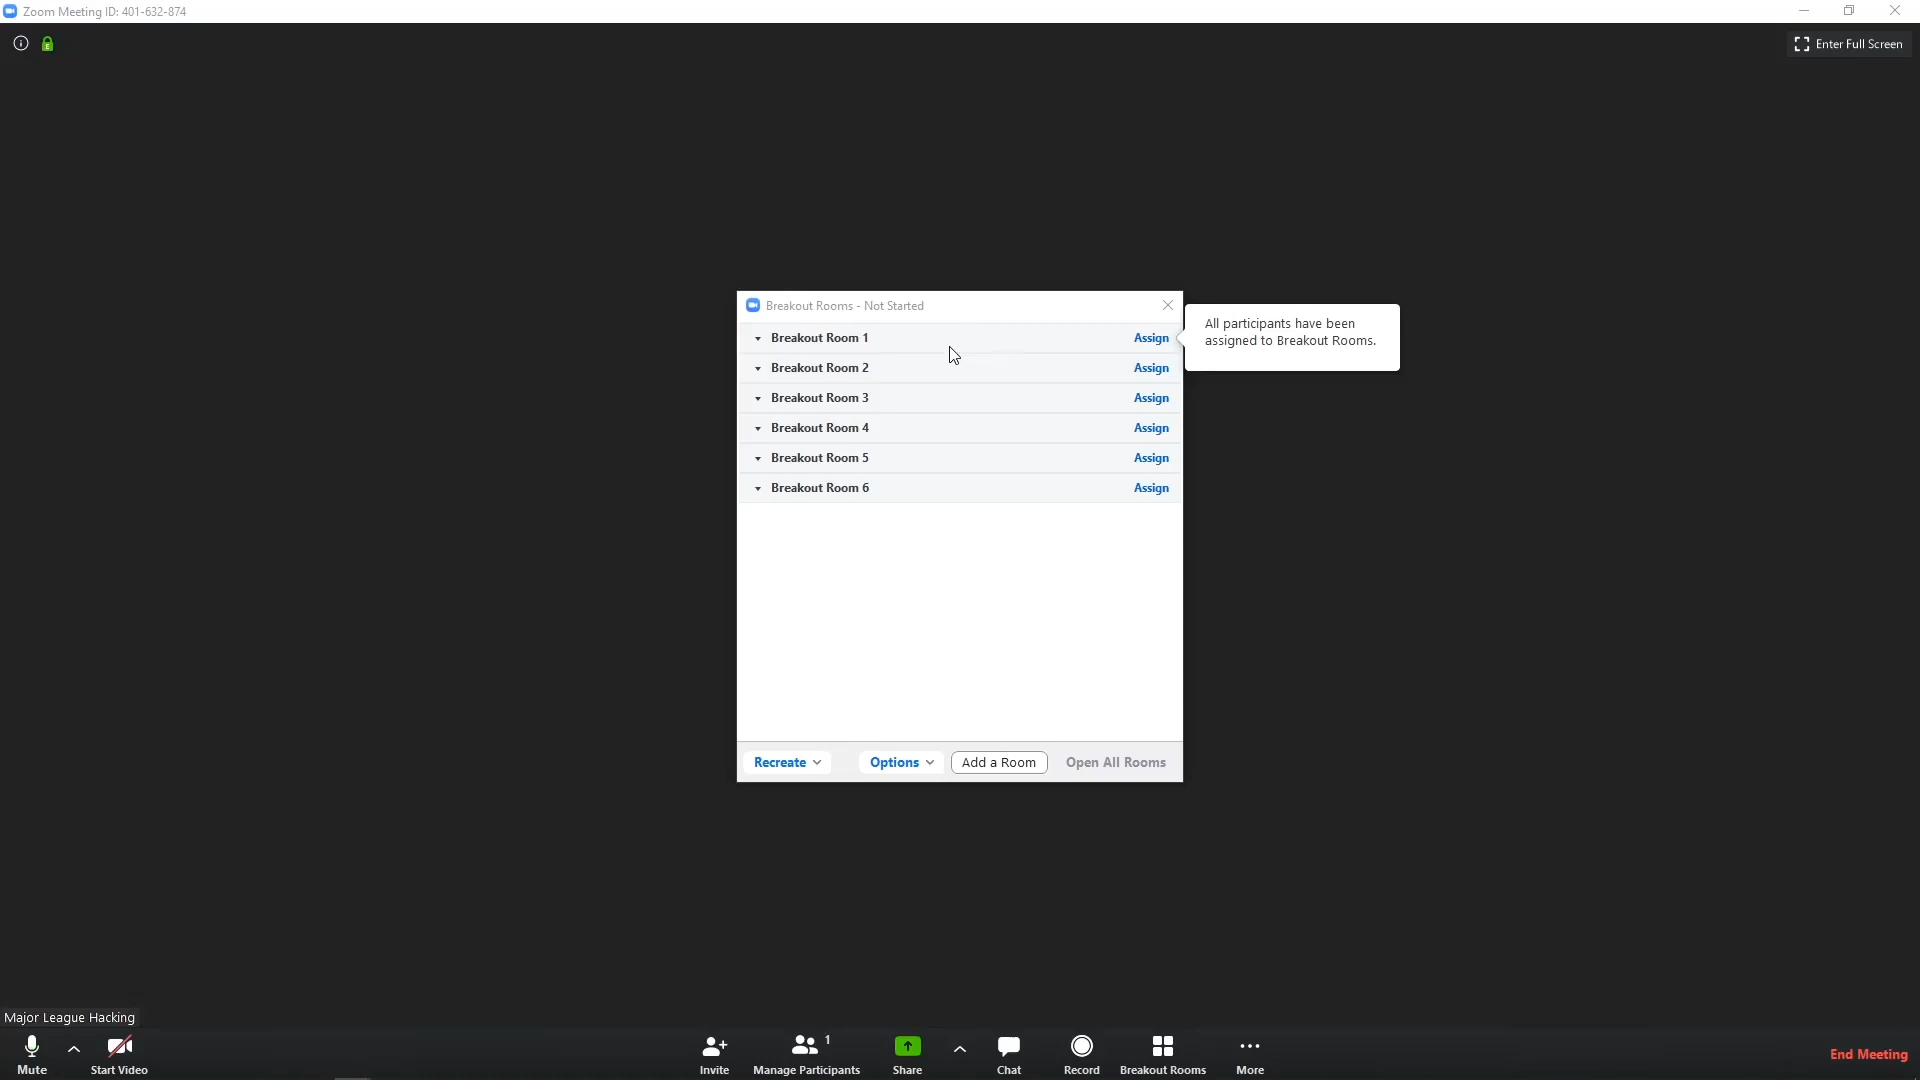 Zoom Meeting ID: 401-632-874
Enter Full Screen
Breakout Rooms - Not Started
Breakout Room 1 Assign
All participants have been
assigned to Breakout Rooms.
Breakout Room 2 Assign
Breakout Room 3 Assign
Breakout Room 4 Assign
Breakout Room 5 Assign
Breakout Room 6 Assign
Recreate Options Add a Room Open All Rooms
Major League Hacking
1
Mute Start Video Invite Manage Participants Share Chat Record Breakout Rooms More End Meeting